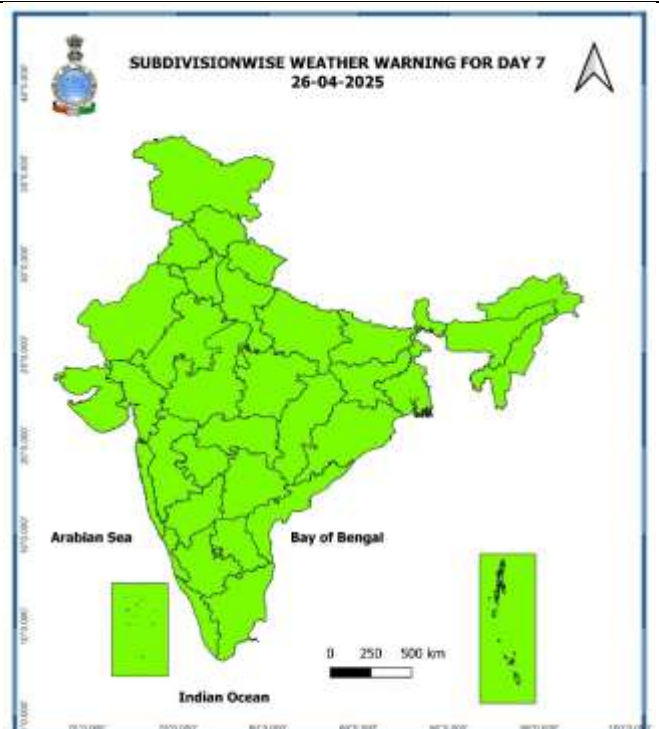 SUBDIVISIONWISE WEATHER WARNING FOR DAY 7
26-04-2025
Arabian Sea
Bay of Bengal
0 250 500 km
Indian Ocean